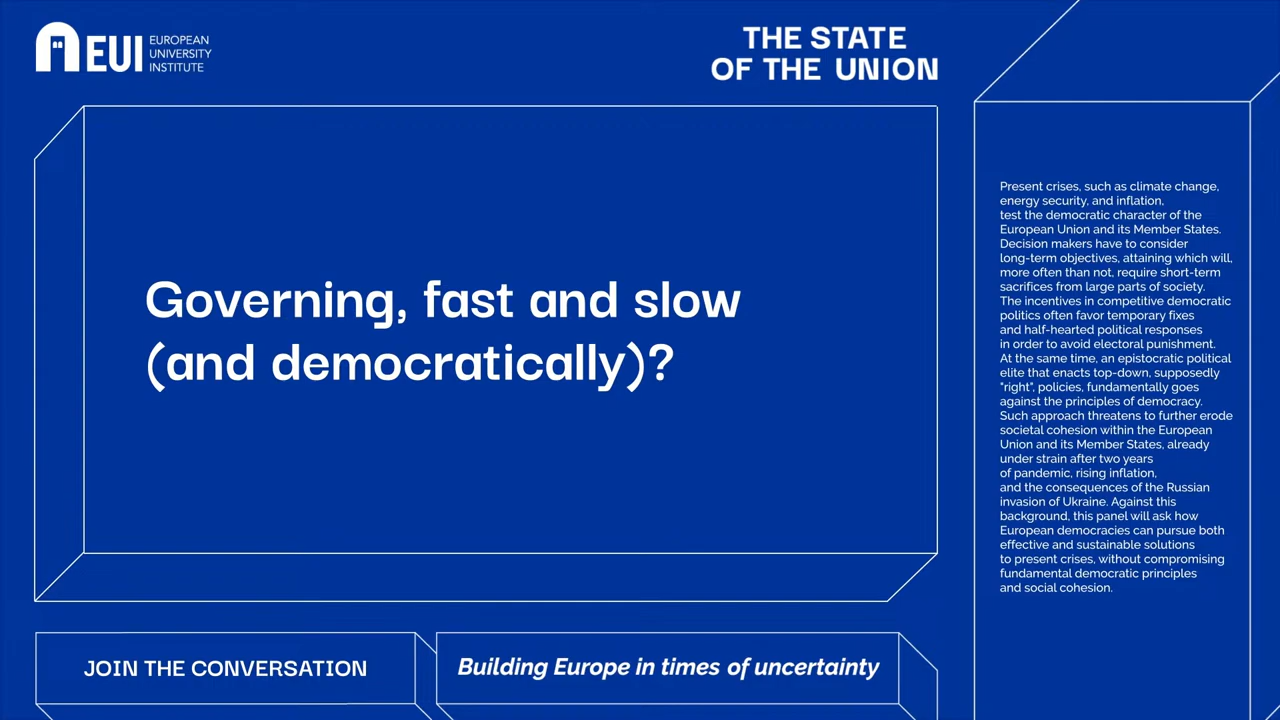 EUI
EUROPEAN
UNIVERSITY
INSTITUTE
THE STATE
OF THE UNION
Governing, fast and slow
(and democratically)?
JOIN THE CONVERSATION
Building Europe in times of uncertainty
Present crises, such as climate change,
energy security, and inflation,
test the democratic character of the
European Union and its Member States.
Decision makers have to consider
long-term objectives, attaining which will,
more often than not, require short-term
sacrifices from large parts of society.
The incentives in competitive democratic
politics often favor temporary fixes
and half-hearted political responses
in order to avoid electoral punishment.
At the same time, an epistocratic political
elite that enacts top-down, supposedly
"right", policies, fundamentally goes
against the principles of democracy.
Such approach threatens to further erode
societal cohesion within the European
Union and its Member States, already
under strain after two years
of pandemic, rising inflation,
and the consequences of the Russian
invasion of Ukraine. Against this
background, this panel will ask how
European democracies can pursue both
effective and sustainable solutions
to present crises, without compromising
fundamental democratic principles
and social cohesion.